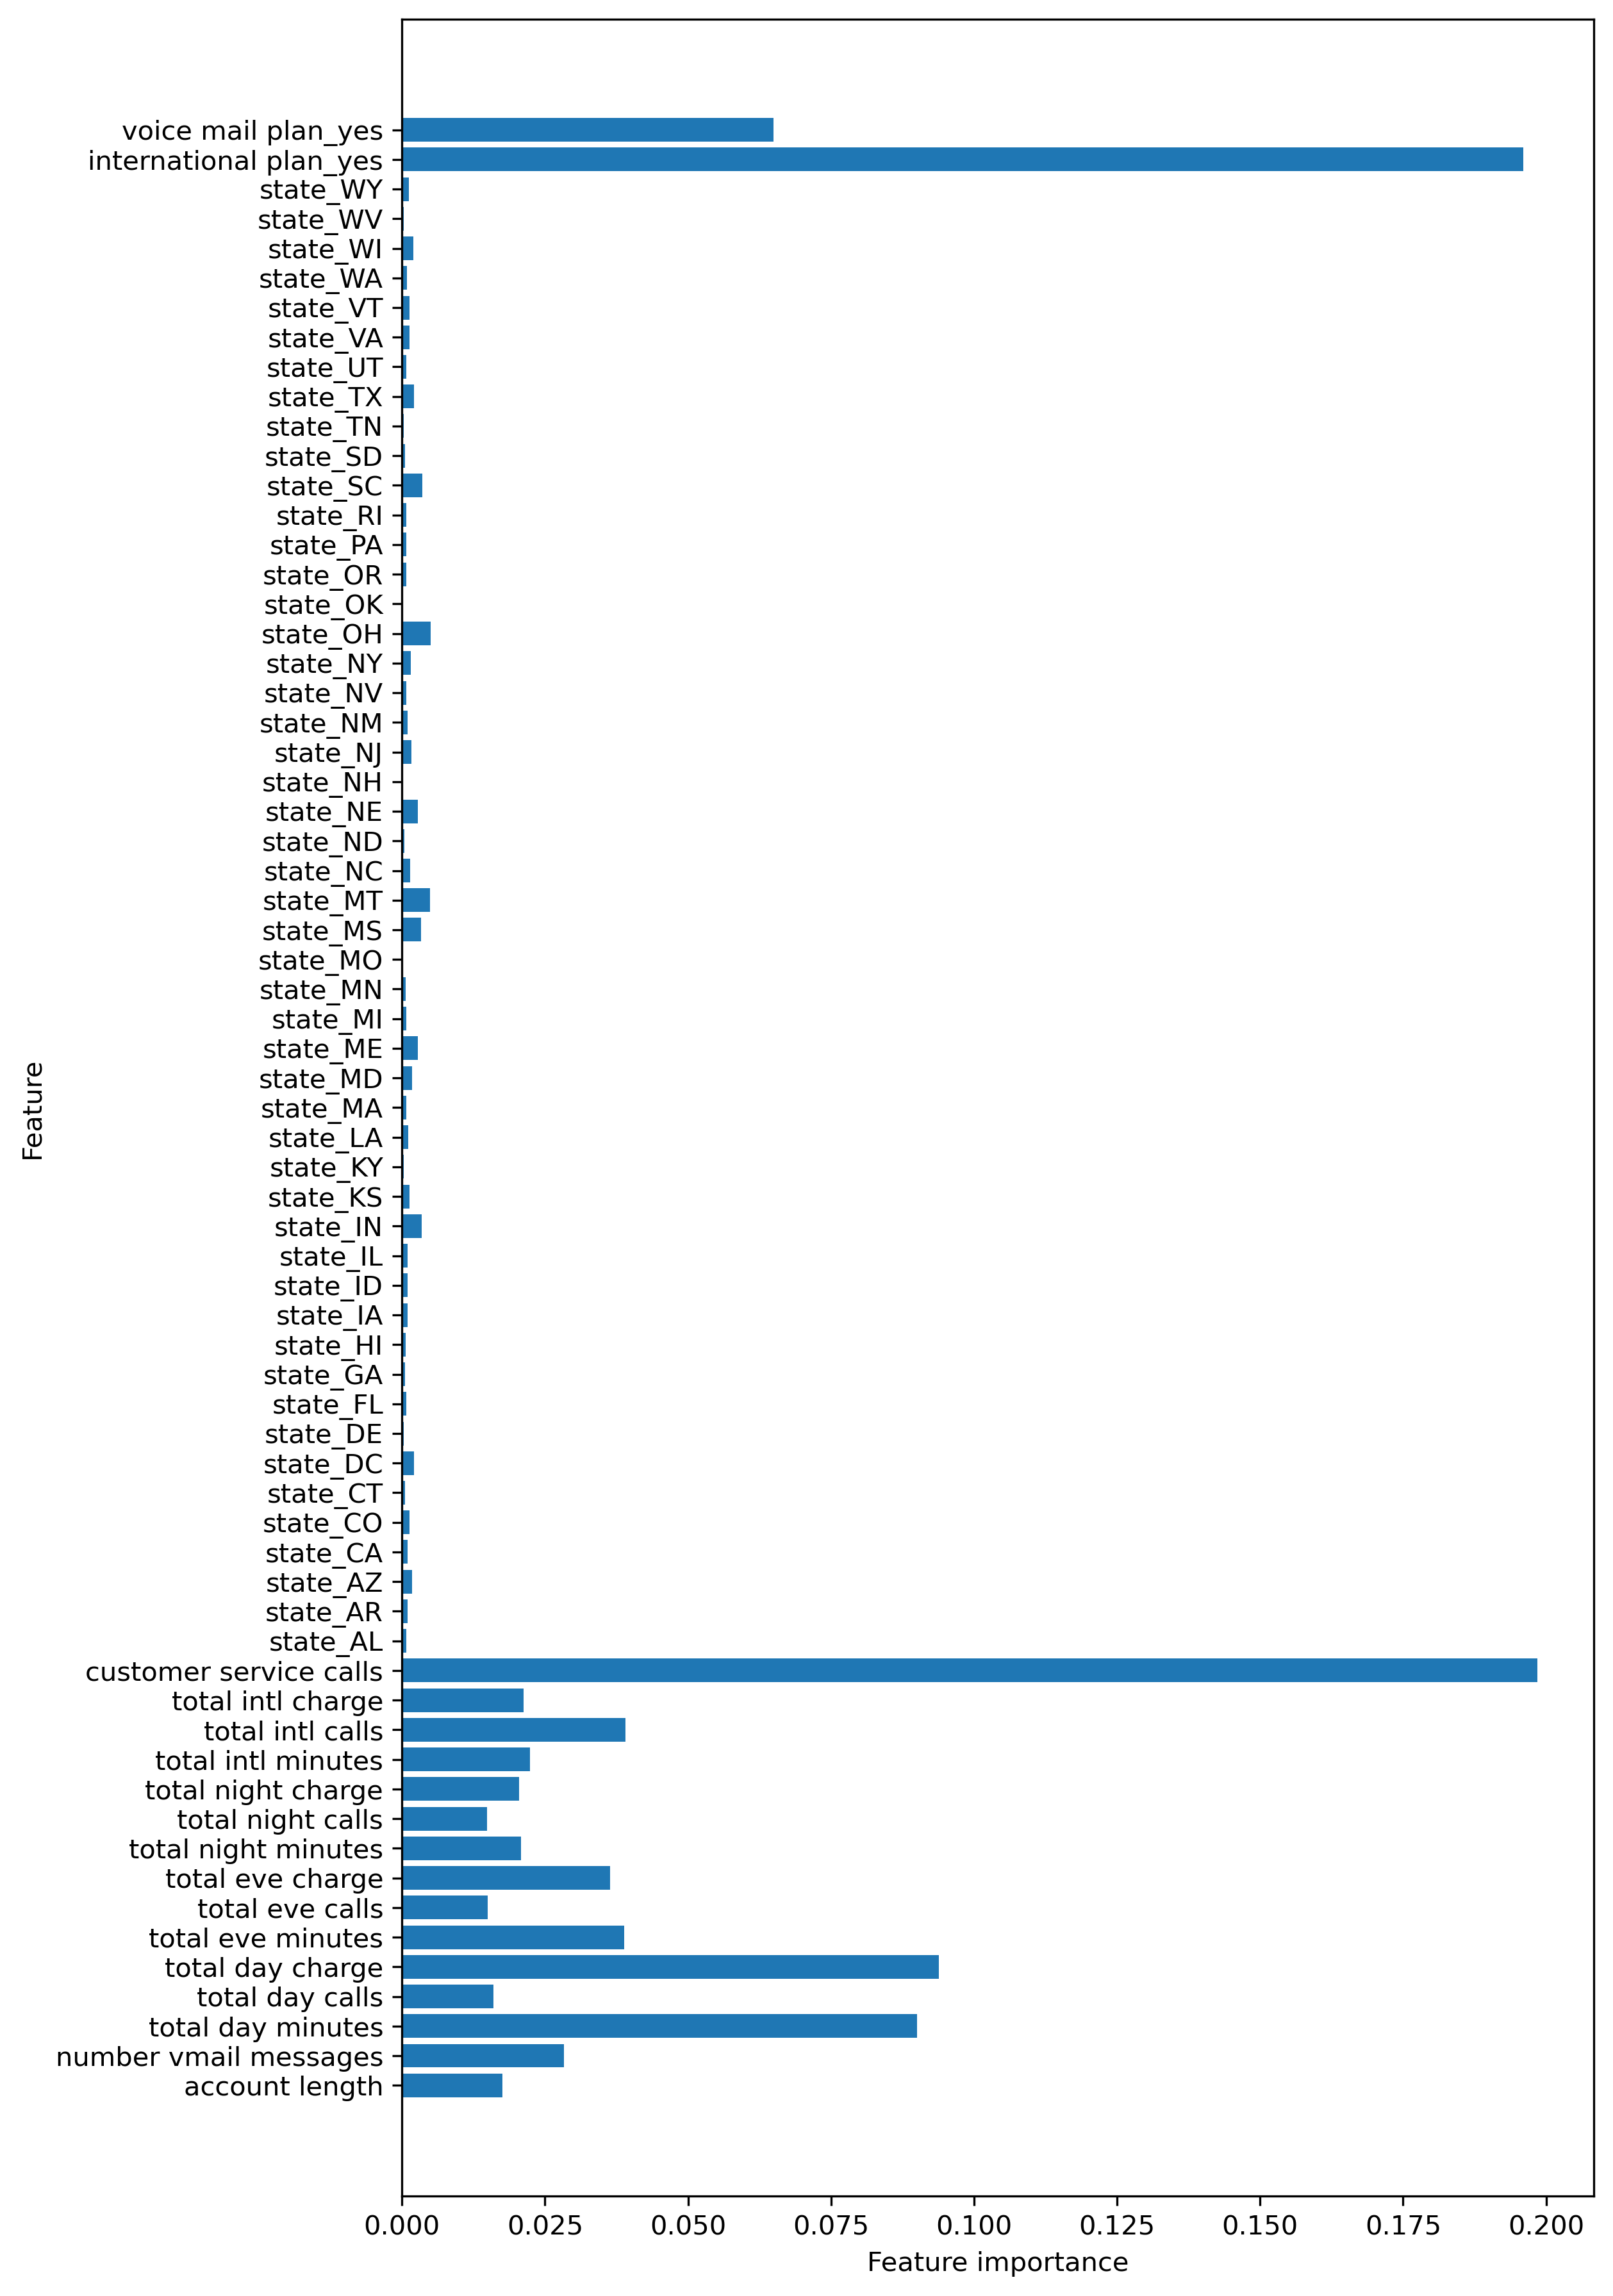 voice mail plan_yes
international plan_yes
state_WY
state_WV
state_WI
state_WA
state_VT
state_VA
state_UT
state_TX
state_TN
state_SD
state_SC
state_RI
state_PA
state_OR
state_OK
state_OH
state_NY
state_NV
state_NM
state_NJ
state_NH
state_NE
state_ND
state_NC
state_MT
state_MS
state_MO
state_MN
state_MI
state_ME
state_MD
state_MA
state_LA
state_KY
state_KS
state_IN
state_IL
state_ID
state_IA
state_HI
state_GA
state_FL
state_DE
state_DC
state_CT
state_CO
state_CA
state_AZ
state_AR
state_AL
customer service calls
total intl charge
total intl calls
total intl minutes
total night charge
total night calls
total night minutes
total eve charge
total eve calls
total eve minutes
total day charge
total day calls
total day minutes
number vmail messages
account length
Feature
0.000 0.025 0.050 0.075 0.100 0.125 0.150 0.175 0.200
Feature importance